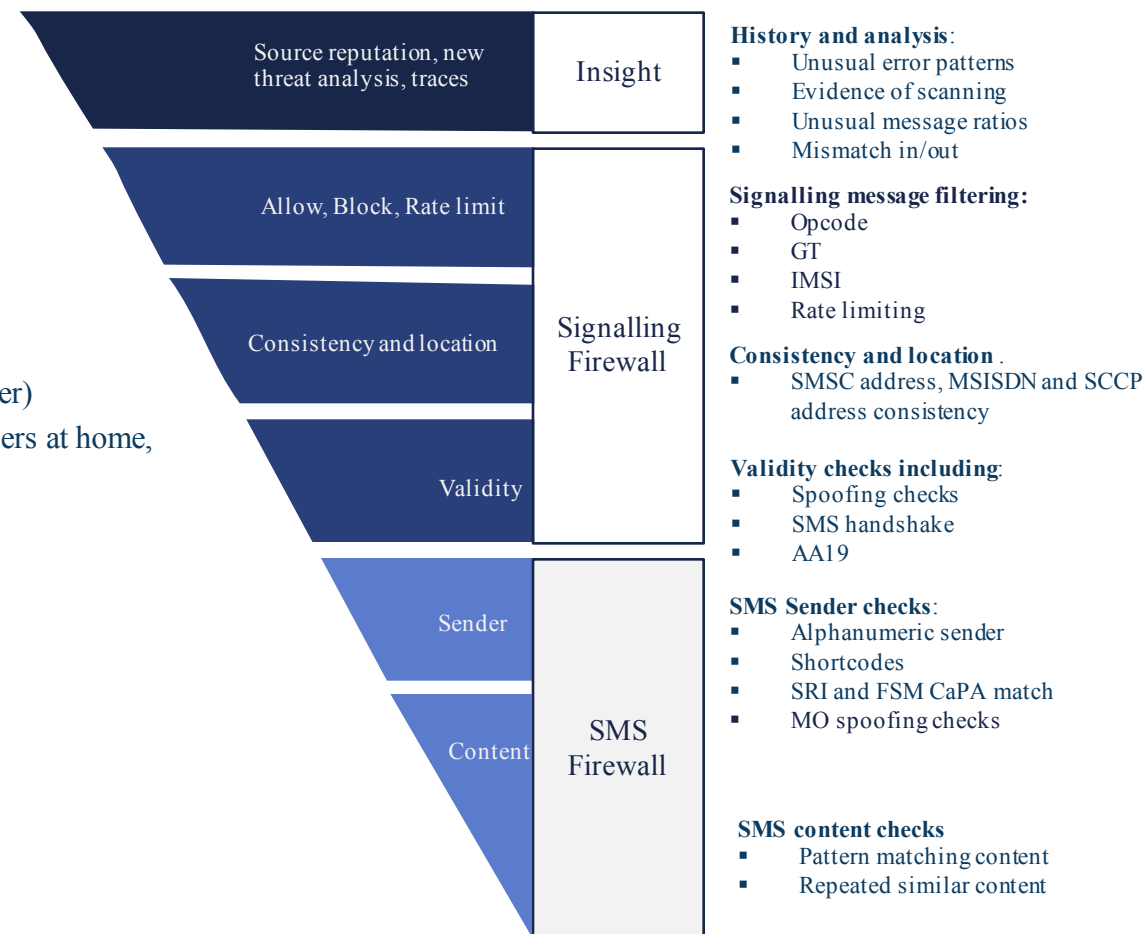 Source reputation, new
threat analysis, traces
Insight
History and analysis:
▪ Unusual error patterns
▪ Evidence of scanning
▪ Unusual message ratios
▪ Mismatch in/out
Allow, Block, Rate limit
Consistency and location
Validity
Signalling
Firewall
Signalling message filtering:
▪ Opcode
▪ GT
▪ IMSI
▪ Rate limiting
Consistency and location .
▪ SMSC address, MSISDN and SCCP
address consistency
Validity checks including:
▪ Spoofing checks
▪ SMS handshake
▪ AA19
er)
ers at home,
Sender
Content
SMS
Firewall
SMS Sender checks:
▪ Alphanumeric sender
▪ Shortcodes
▪ SRI and FSM CaPA match
▪ MO spoofing checks
SMS content checks
▪ Pattern matching content
▪ Repeated similar content